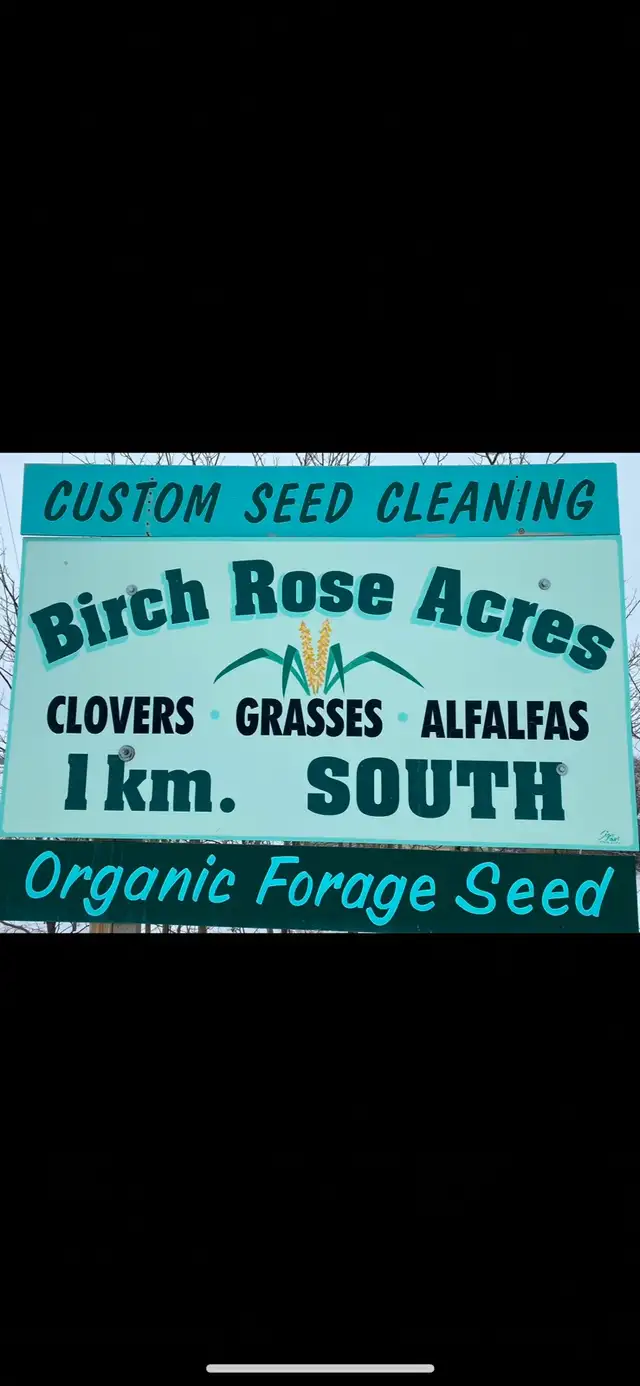 CUSTOM SEED CLEANING
Birch Rose Acres
CLOVERS • GRASSES • ALFALFAS
1 km. SOUTH
Organic Forage Seed